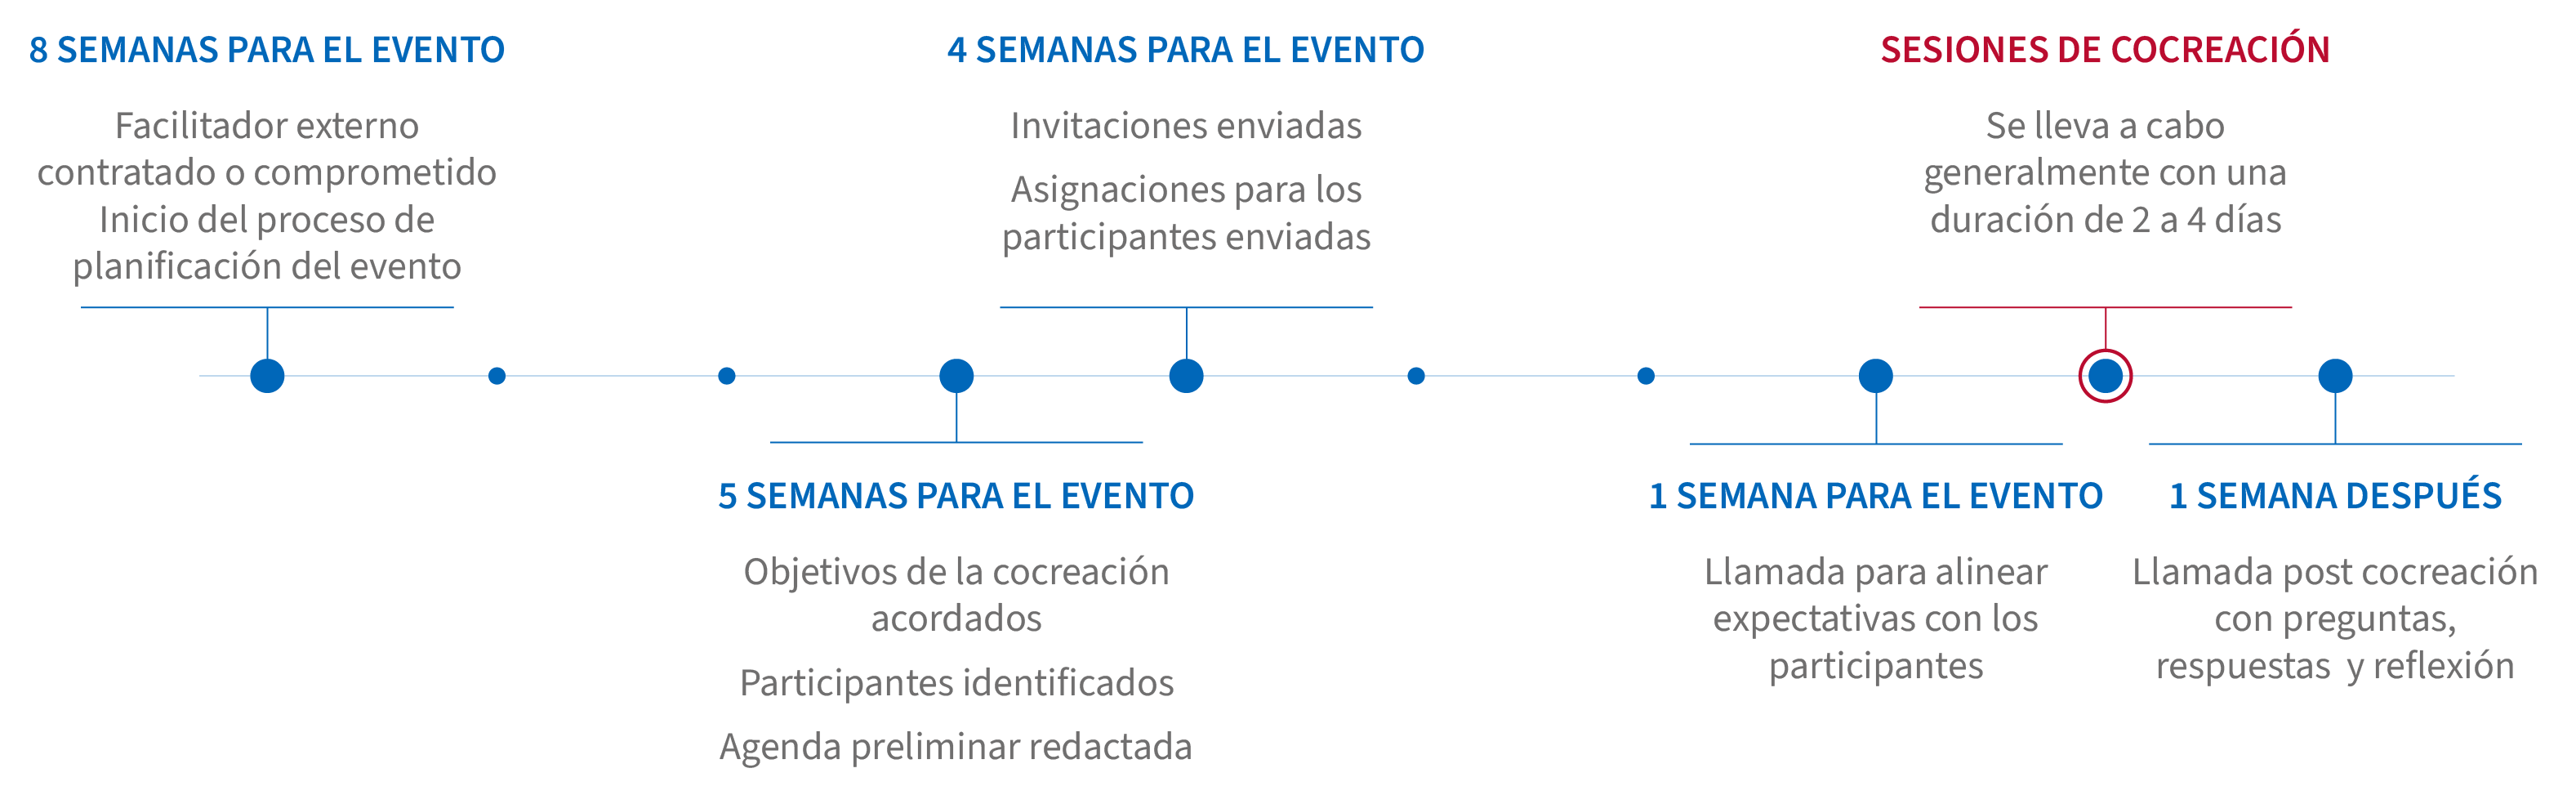 8 SEMANAS PARA EL EVENTO
Facilitador externo
contratado o comprometido
Inicio del proceso de
planificación del evento
4 SEMANAS PARA EL EVENTO
Invitaciones enviadas
Asignaciones para los
participantes enviadas
SESIONES DE COCREACIÓN
Se lleva a cabo
generalmente con una
duración de 2 a 4 días
5 SEMANAS PARA EL EVENTO
Objetivos de la cocreación
acordados
Participantes identificados
Agenda preliminar redactada
1 SEMANA PARA EL EVENTO
Llamada para alinear
expectativas con los
participantes
1 SEMANA DESPUÉS
Llamada post cocreación
con preguntas,
respuestas  y reflexión